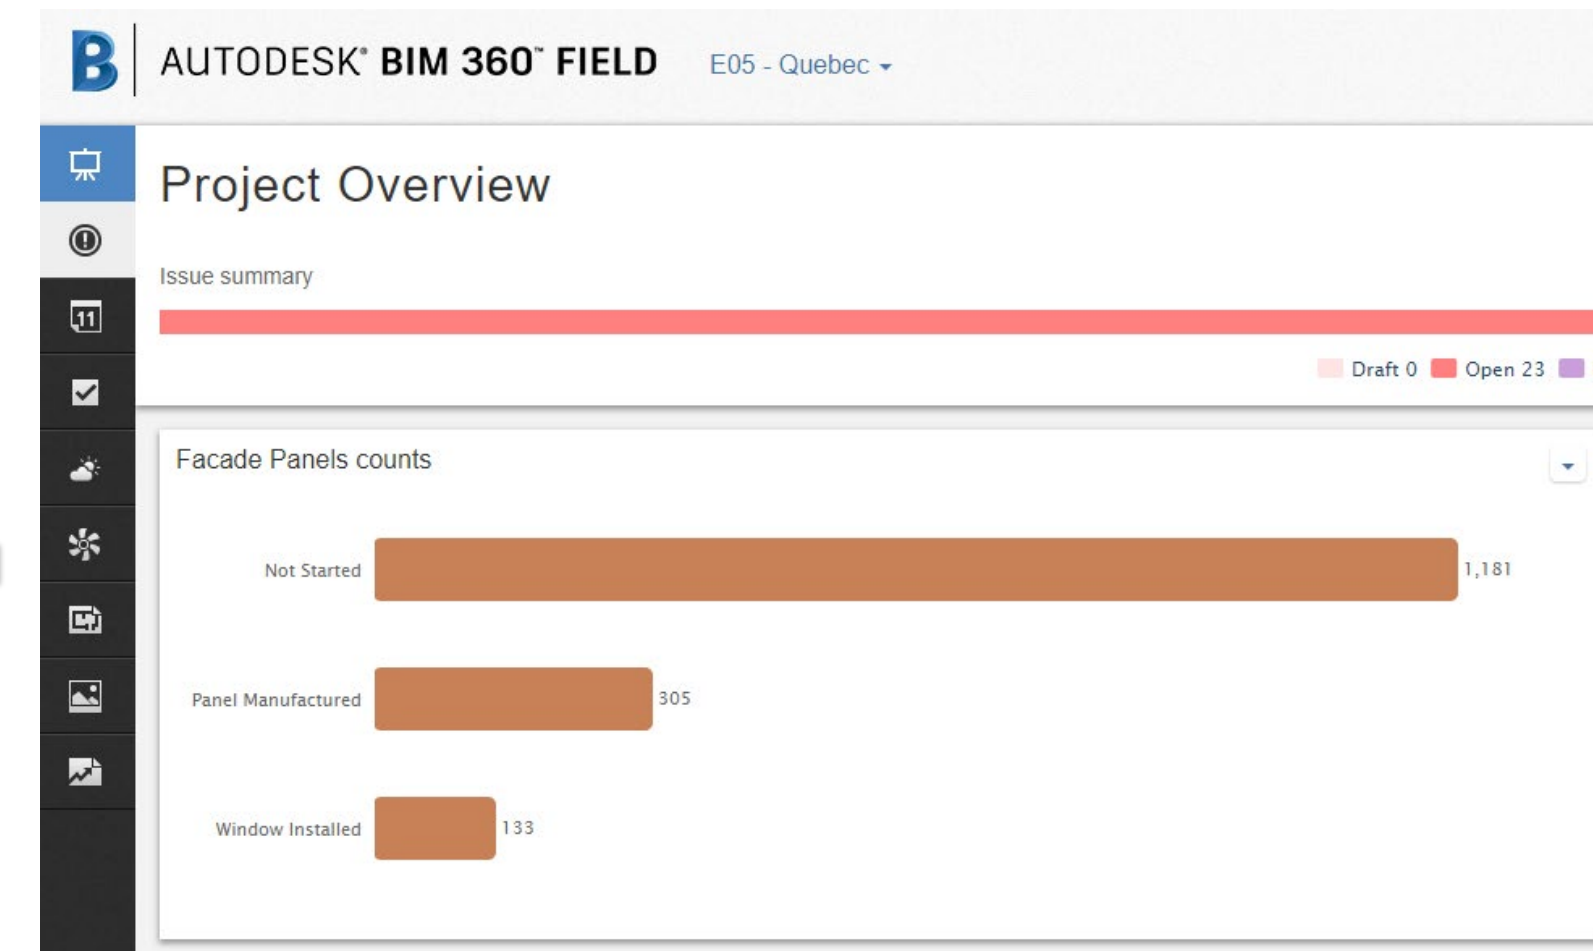 AUTODESK® BIM 360™ FIELD E05 - Quebec
Project Overview
Issue summary
11
Draft 0 Open 23
Facade Panels counts
Not Started 1,181
Panel Manufactured 305
Window Installed 133